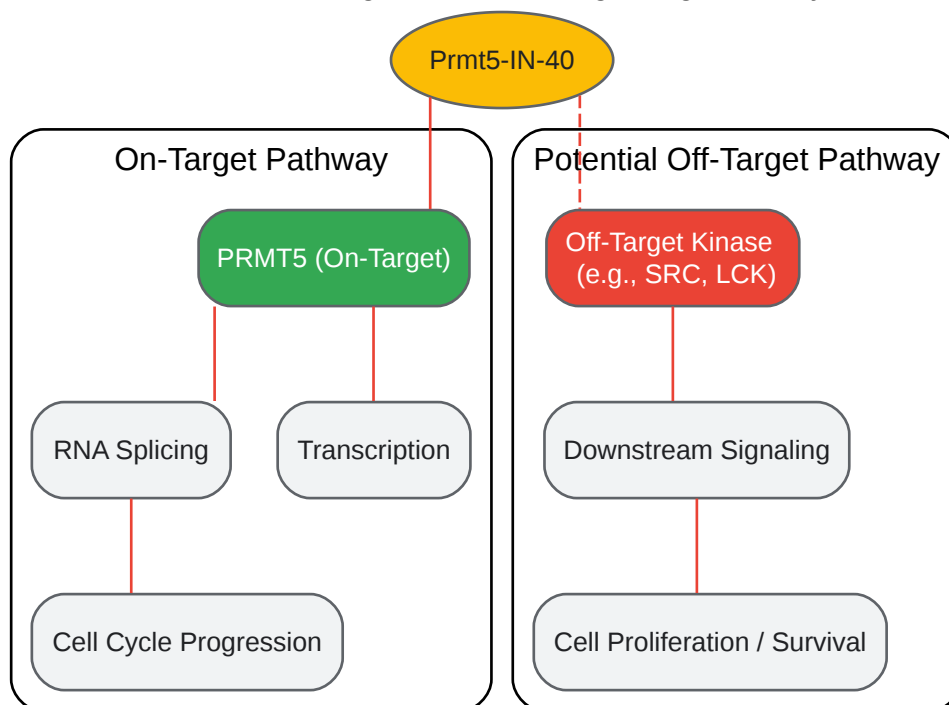 Prmt5-IN-40
On-Target Pathway
Potential Off-Target Pathway
PRMT5 (On-Target)
Off-Target Kinase
(e.g., SRC, LCK)
RNA Splicing
Transcription
Downstream Signaling
Cell Cycle Progression
Cell Proliferation / Survival